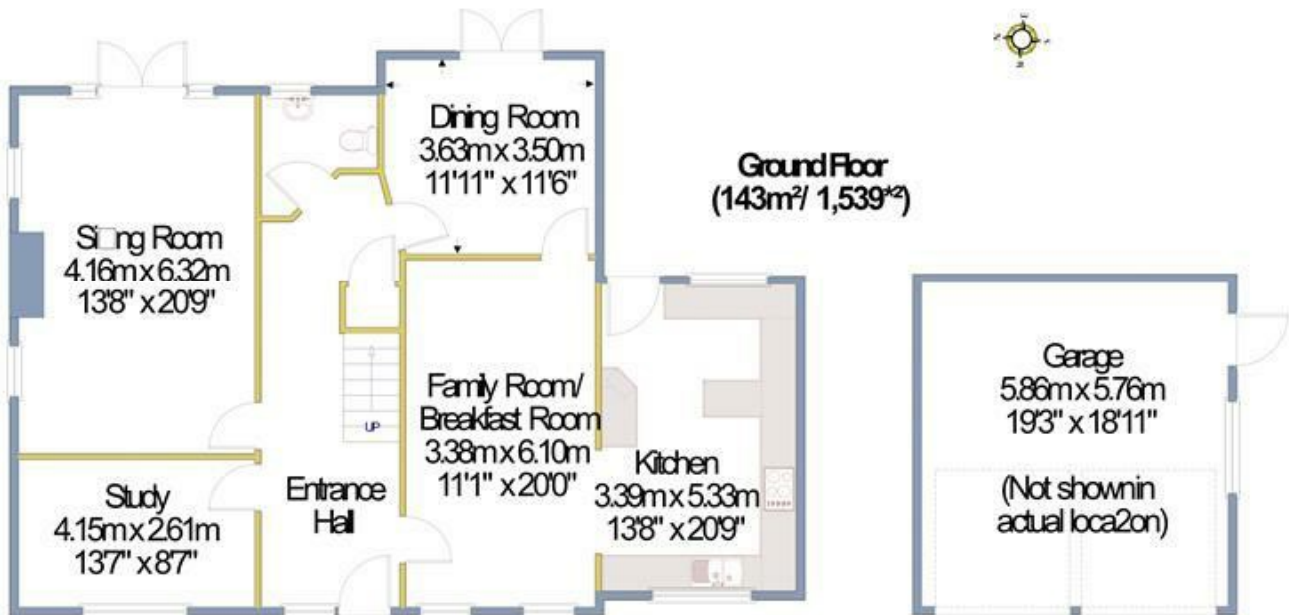 Dining Room
3.63m x 3.50m
11'11" x 11'6"
Ground Floor
(143m²/ 1,539*²)
Si□ng Room
4.16m x 6.32m
13'8" x 20'9"
Garage
5.86m x 5.76m
19'3" x 18'11"
(Not shown in
actual loca2on)
Family Room/
Breakfast Room
3.38m x 6.10m
11'1" x 20'0"
UP
Kitchen
3.39m x 5.33m
13'8" x 20'9"
Entrance
Hall
Study
4.15m x 2.61m
13'7" x 8'7"